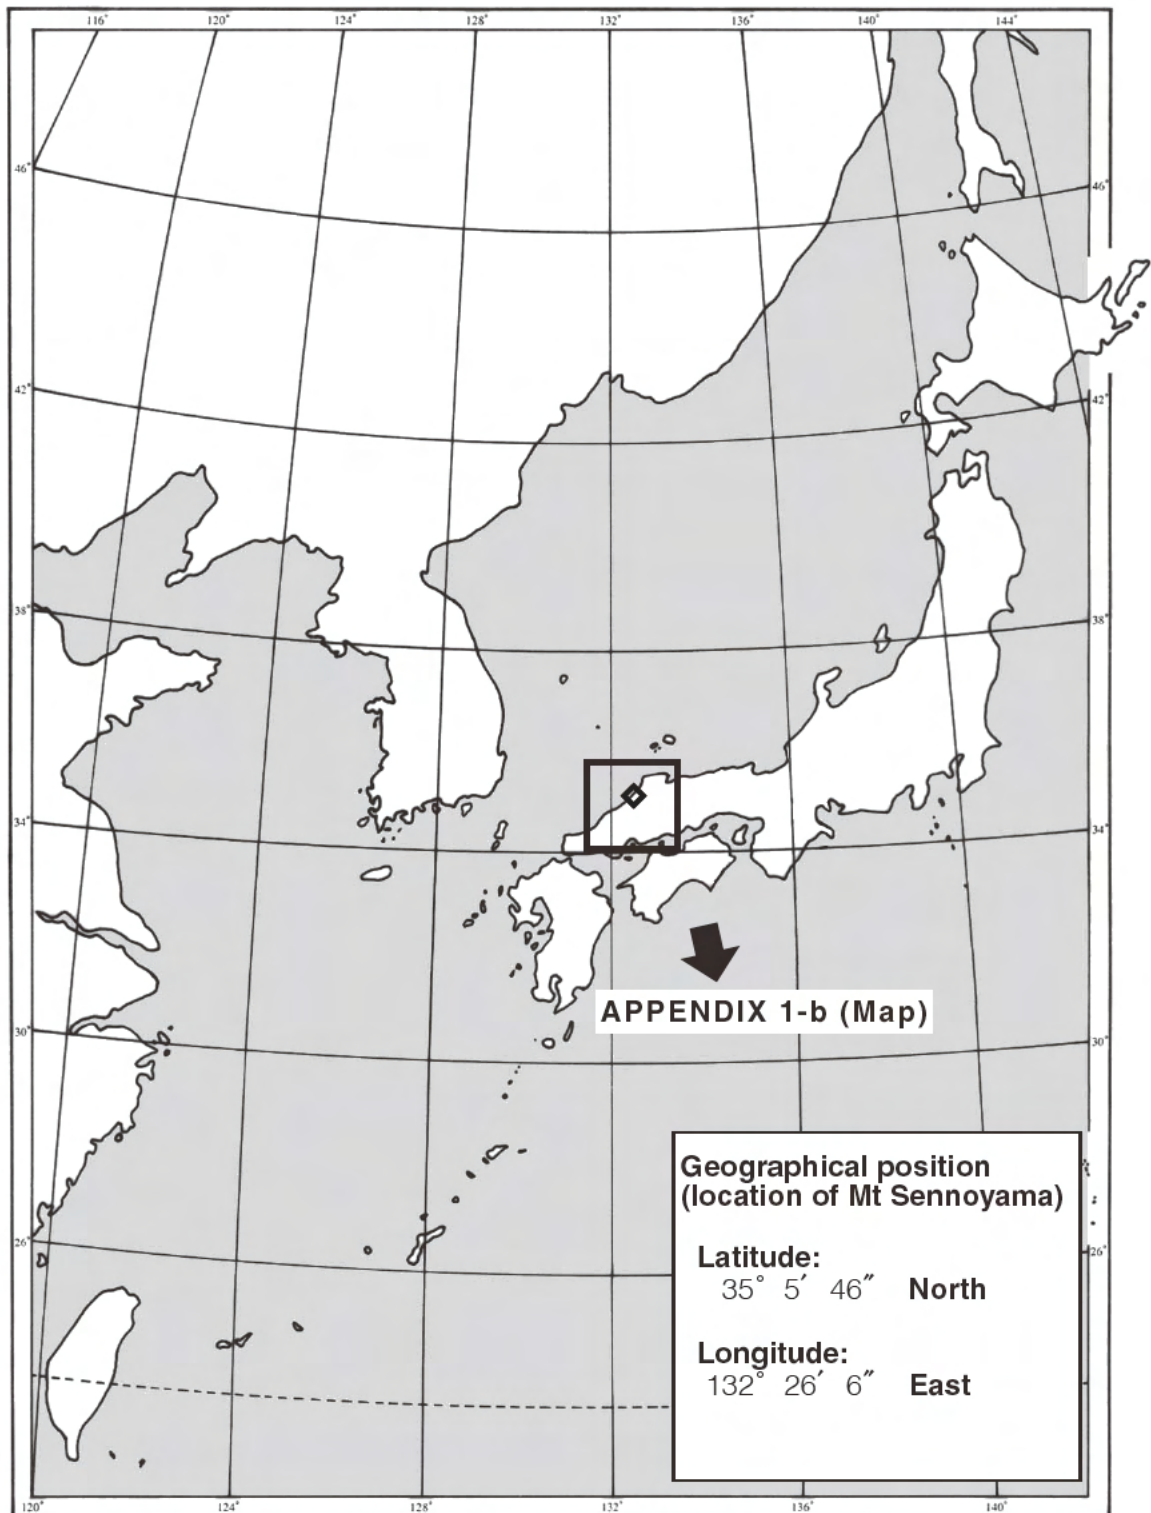 116° 120° 124° 128° 132° 136° 140° 144°
46° 46°
42° 42°
38° 38°
34° 34°
APPENDIX 1-b (Map)
30° 30°
Geographical position
(location of Mt Sennoyama)
26° 26°
Latitude:
35° 5′ 46″ North
Longitude:
132° 26′ 6″ East
120° 124° 128° 132° 136° 140°